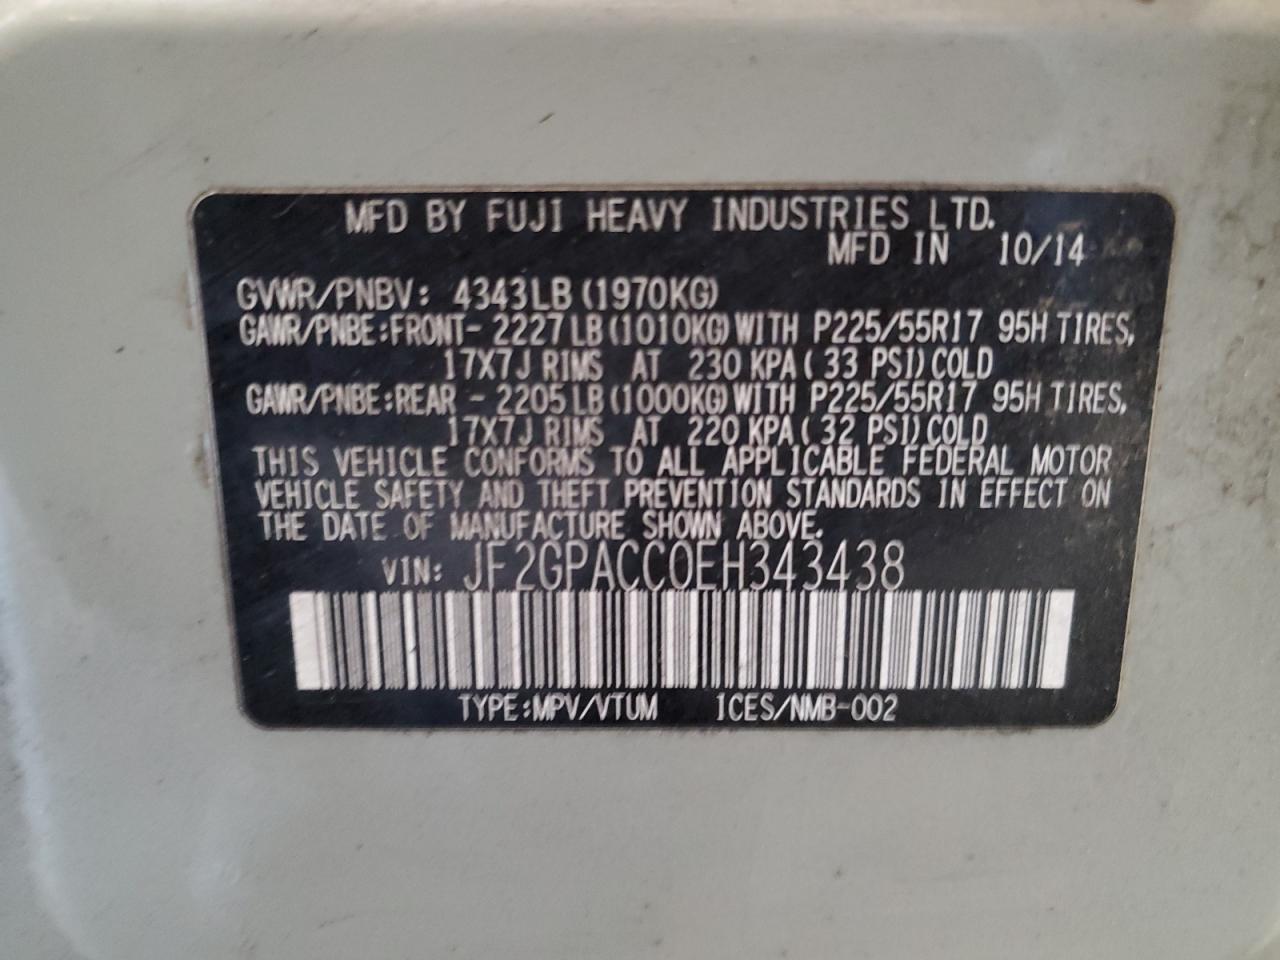 MFD BY FUJI HEAVY INDUSTRIES LTD.
MFD IN 10/14
GVWR/PNBV: 4343LB (1970KG)
GAWR/PNBE:FRONT- 2227LB (1010KG) WITH P225/55R17 95H TIRES,
17X7J RIMS AT 230 KPA ( 33 PSI) COLD
GAWR/PNBE:REAR - 2205LB (1000KG) WITH P225/55R17 95H TIRES,
17X7J RIMS AT 220 KPA ( 32 PSI) COLD
THIS VEHICLE CONFORMS TO ALL APPLICABLE FEDERAL MOTOR
VEHICLE SAFETY AND THEFT PREVENTION STANDARDS IN EFFECT ON
THE DATE OF MANUFACTURE SHOWN ABOVE.
VIN: JF2GPACC0EH343438
TYPE:MPV/VTUM ICES/NMB-002